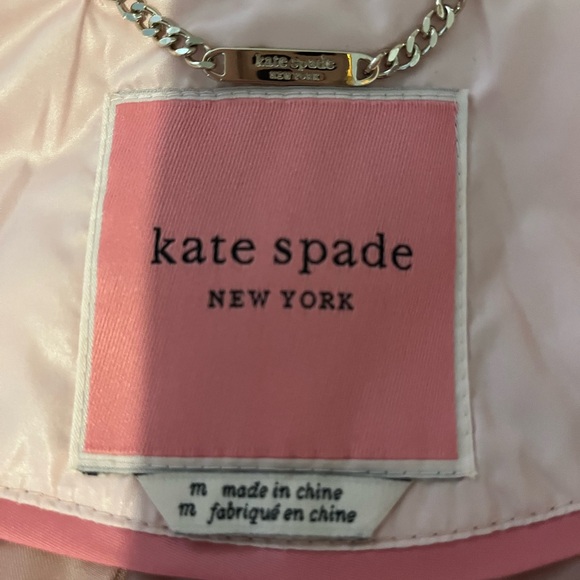 kate spade
NEW YORK
kate spade
NEW YORK
m made in chine
m fabriqué en chine